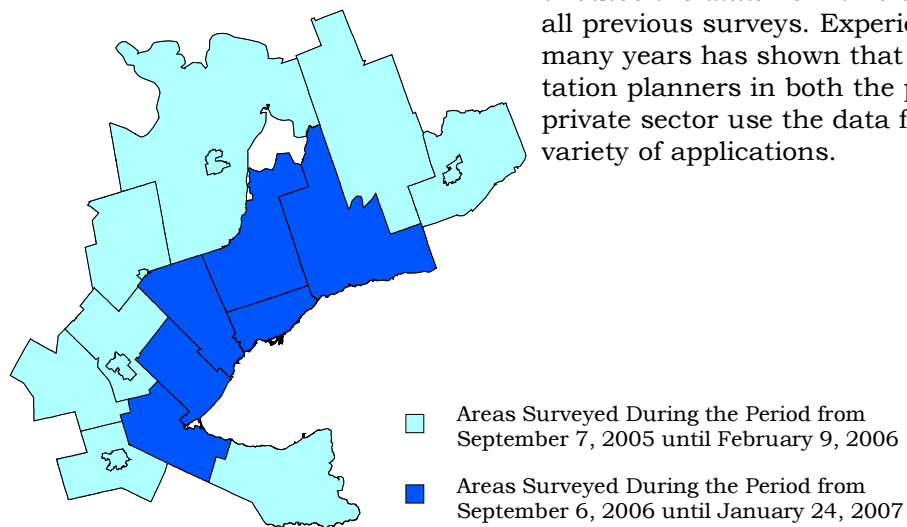 all previous surveys. Experi
many years has shown that
tation planners in both the p
private sector use the data f
variety of applications.
Areas Surveyed During the Period from
September 7, 2005 until February 9, 2006
Areas Surveyed During the Period from
September 6, 2006 until January 24, 2007